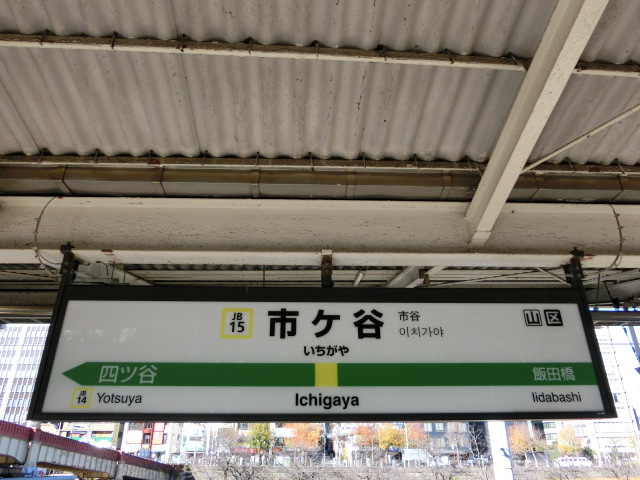 JB 15 市ケ谷 市谷 山 区
이치가야
いちがや
四ツ谷 飯田橋
JB 14 Yotsuya Ichigaya Iidabashi